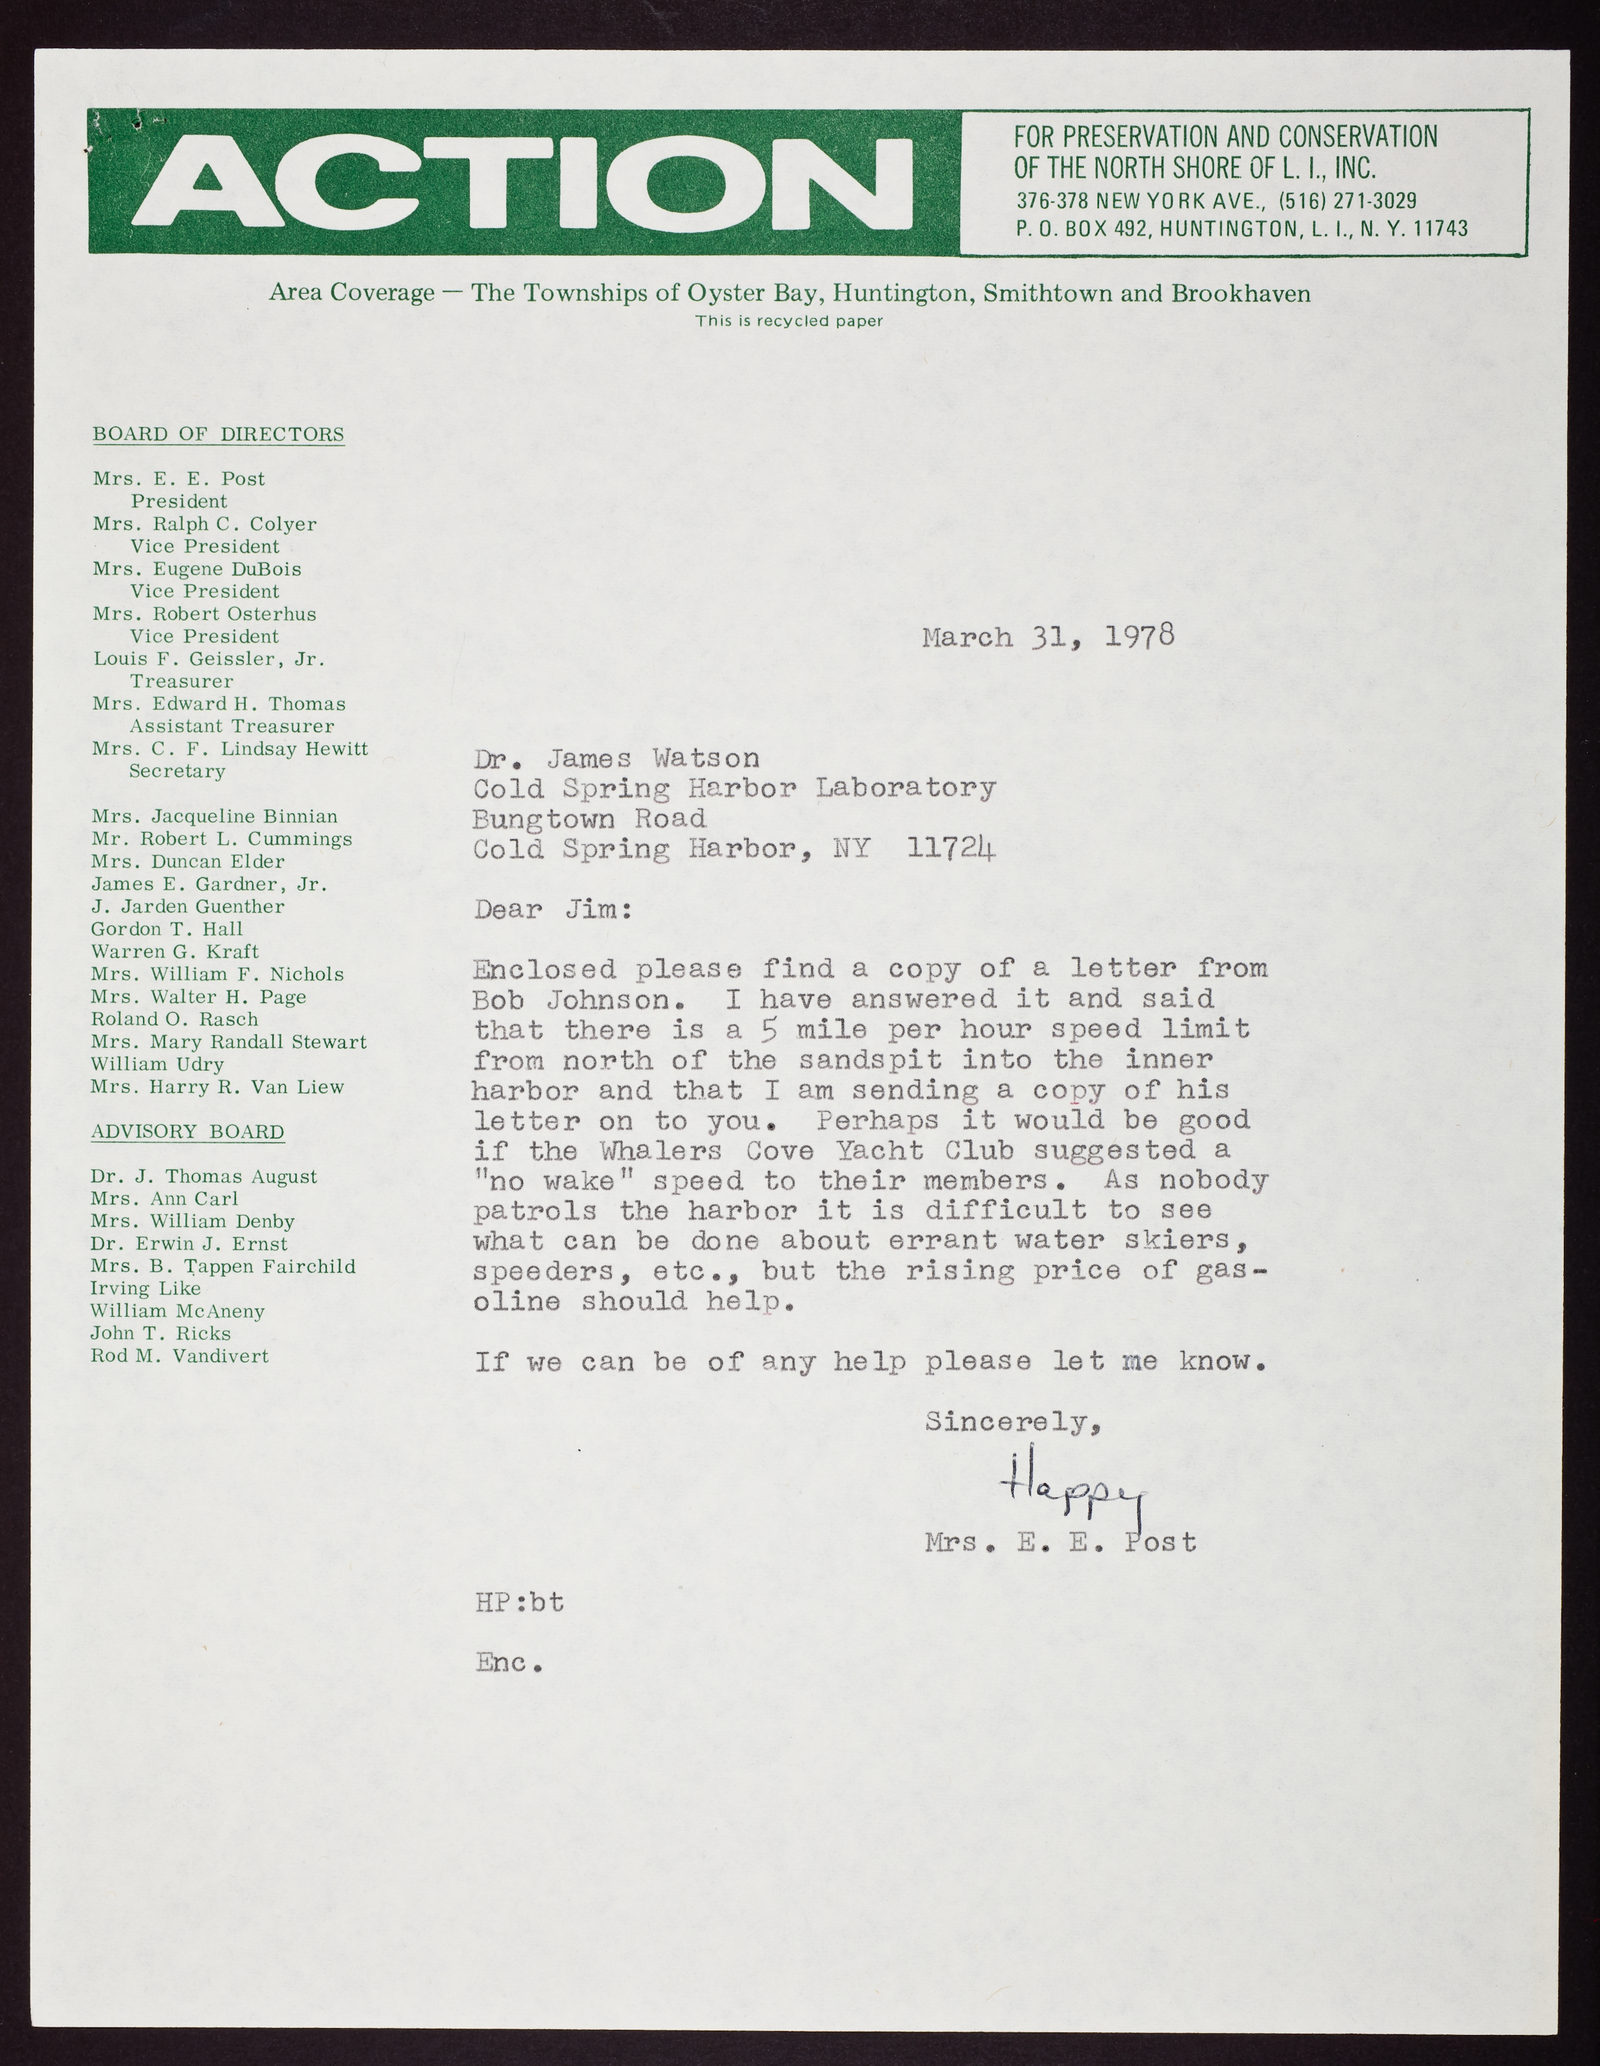 ACTION
FOR PRESERVATION AND CONSERVATION
OF THE NORTH SHORE OF L. I., INC.
376-378 NEW YORK AVE., (516) 271-3029
P. O. BOX 492, HUNTINGTON, L. I., N. Y. 11743
Area Coverage — The Townships of Oyster Bay, Huntington, Smithtown and Brookhaven
This is recycled paper
BOARD OF DIRECTORS
Mrs. E. E. Post
President
Mrs. Ralph C. Colyer
Vice President
Mrs. Eugene DuBois
Vice President
Mrs. Robert Osterhus
Vice President
Louis F. Geissler, Jr.
Treasurer
Mrs. Edward H. Thomas
Assistant Treasurer
Mrs. C. F. Lindsay Hewitt
Secretary
Mrs. Jacqueline Binnian
Mr. Robert L. Cummings
Mrs. Duncan Elder
James E. Gardner, Jr.
J. Jarden Guenther
Gordon T. Hall
Warren G. Kraft
Mrs. William F. Nichols
Mrs. Walter H. Page
Roland O. Rasch
Mrs. Mary Randall Stewart
William Udry
Mrs. Harry R. Van Liew
ADVISORY BOARD
Dr. J. Thomas August
Mrs. Ann Carl
Mrs. William Denby
Dr. Erwin J. Ernst
Mrs. B. Tappen Fairchild
Irving Like
William McAneny
John T. Ricks
Rod M. Vandivert
March 31, 1978
Dr. James Watson
Cold Spring Harbor Laboratory
Bungtown Road
Cold Spring Harbor, NY  11724
Dear Jim:
Enclosed please find a copy of a letter from
Bob Johnson.  I have answered it and said
that there is a 5 mile per hour speed limit
from north of the sandspit into the inner
harbor and that I am sending a copy of his
letter on to you.  Perhaps it would be good
if the Whalers Cove Yacht Club suggested a
"no wake" speed to their members.  As nobody
patrols the harbor it is difficult to see
what can be done about errant water skiers,
speeders, etc., but the rising price of gas-
oline should help.
If we can be of any help please let me know.
Sincerely,
Happy
Mrs. E. E. Post
HP:bt
Enc.